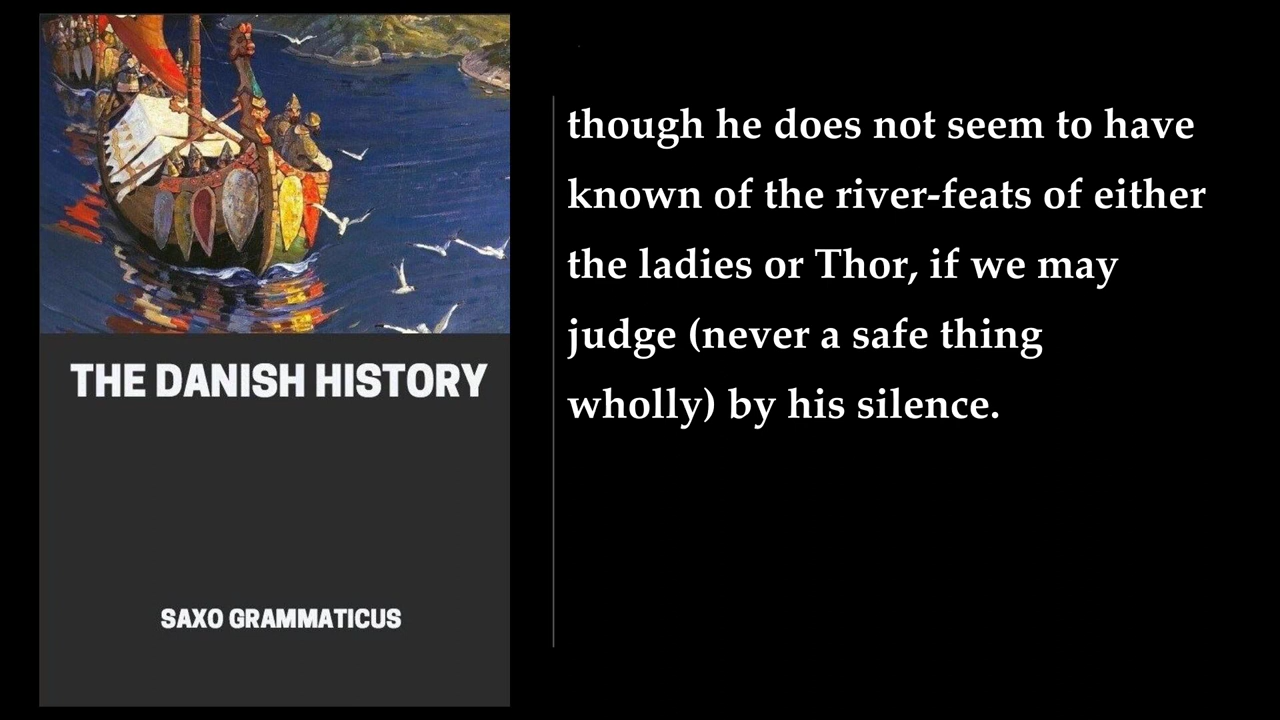 THE DANISH HISTORY
SAXO GRAMMATICUS
though he does not seem to have
known of the river-feats of either
the ladies or Thor, if we may
judge (never a safe thing
wholly) by his silence.